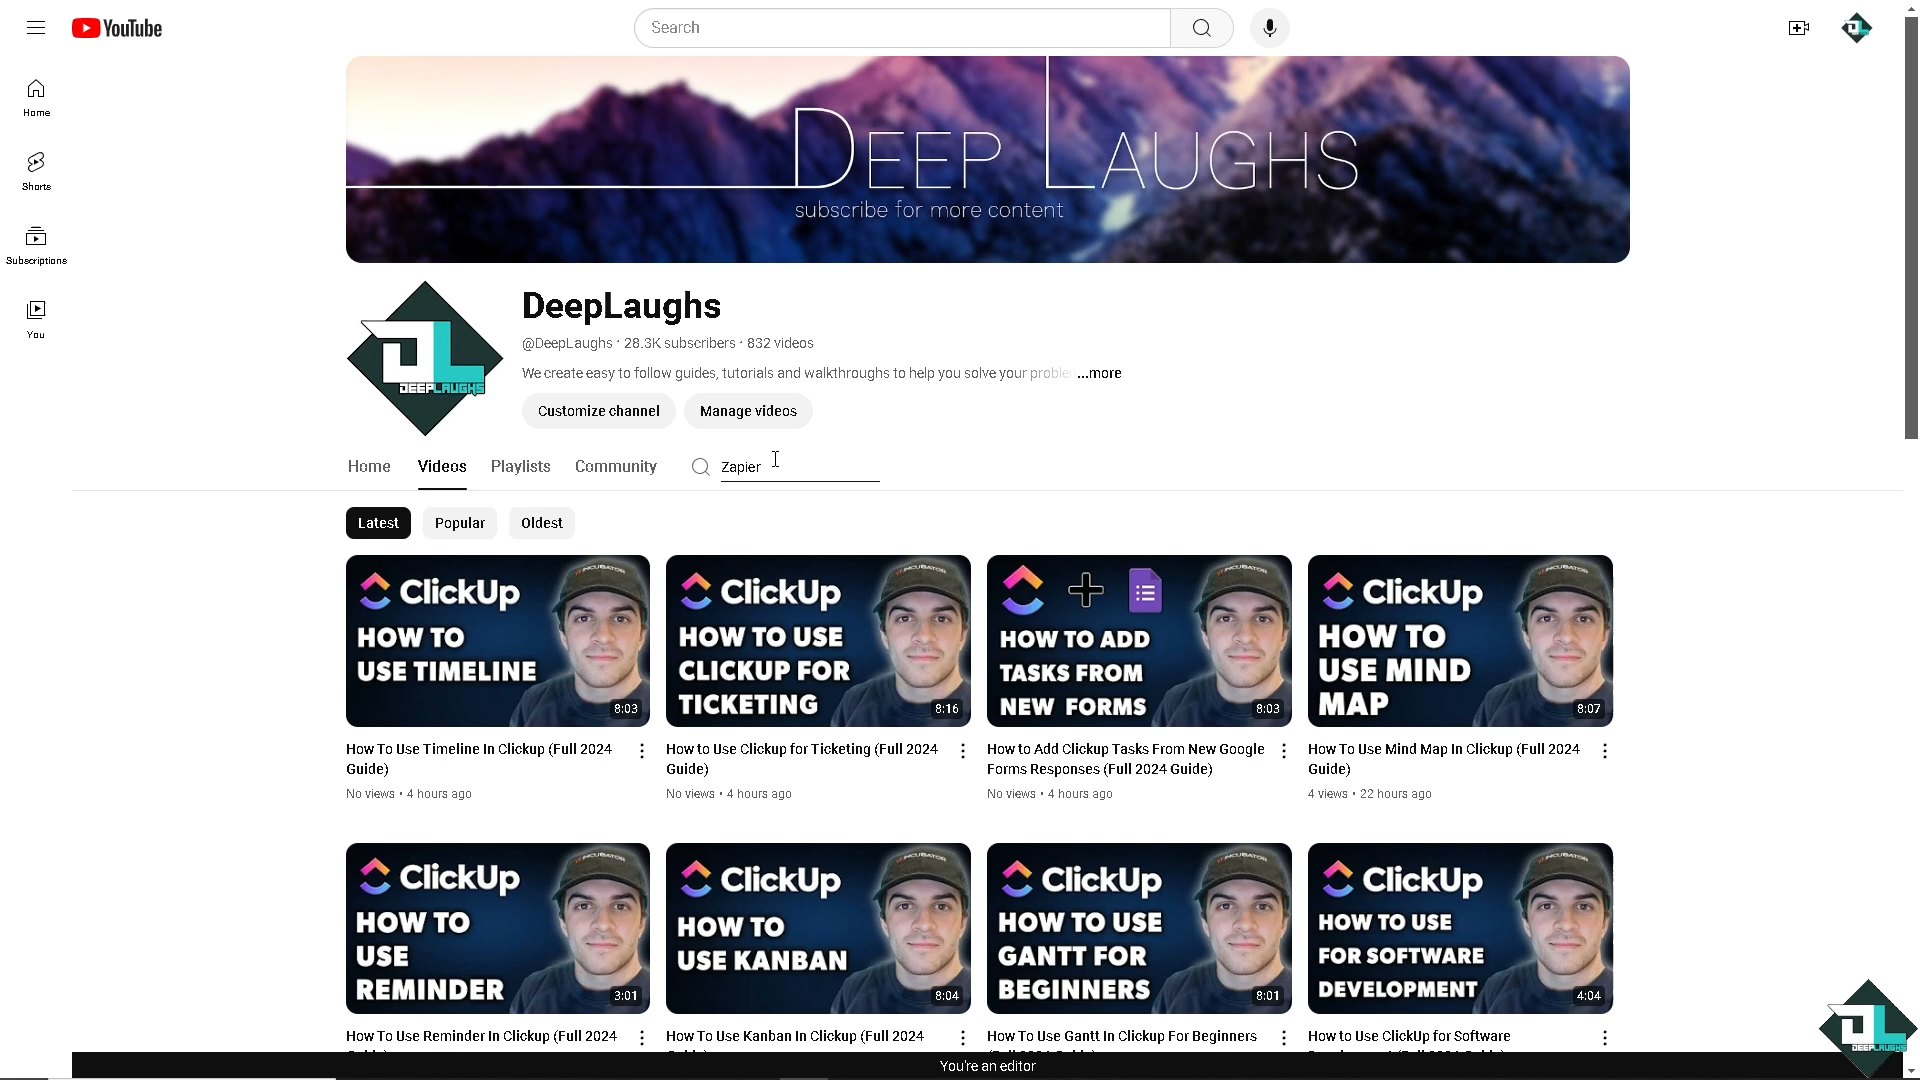 YouTube
Search
Home
Shorts
Subscriptions
You
DEEP LAUGHS
subscribe for more content
DEEPLAUGHS
DeepLaughs
@DeepLaughs · 28.3K subscribers · 832 videos
We create easy to follow guides, tutorials and walkthroughs to help you solve your problem ...more
Customize channel
Manage videos
Home
Videos
Playlists
Community
Zapier
Latest
Popular
Oldest
ClickUp
HOW TO
USE TIMELINE
8:03
ClickUp
HOW TO USE
CLICKUP FOR
TICKETING
8:16
HOW TO ADD
TASKS FROM
NEW FORMS
8:03
ClickUp
HOW TO
USE MIND
MAP
8:07
How To Use Timeline In Clickup (Full 2024
Guide)
No views • 4 hours ago
How to Use Clickup for Ticketing (Full 2024
Guide)
No views • 4 hours ago
How to Add Clickup Tasks From New Google
Forms Responses (Full 2024 Guide)
No views • 4 hours ago
How To Use Mind Map In Clickup (Full 2024
Guide)
4 views • 22 hours ago
ClickUp
HOW TO
USE
REMINDER
3:01
ClickUp
HOW TO
USE KANBAN
8:04
ClickUp
HOW TO USE
GANTT FOR
BEGINNERS
8:01
ClickUp
HOW TO USE
FOR SOFTWARE
DEVELOPMENT
4:04
How To Use Reminder In Clickup (Full 2024
How To Use Kanban In Clickup (Full 2024
How To Use Gantt In Clickup For Beginners
How to Use ClickUp for Software
You're an editor
DEEPLAUGHS